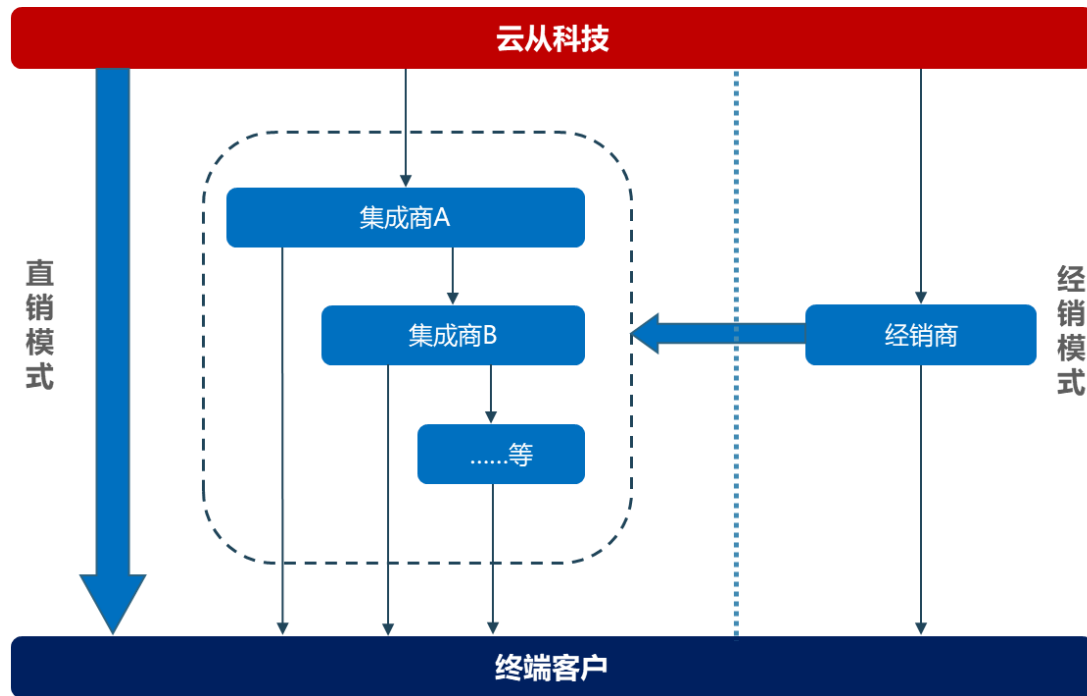 云从科技
集成商A
直销模式
集成商B
经销商
经销模式
......等
终端客户